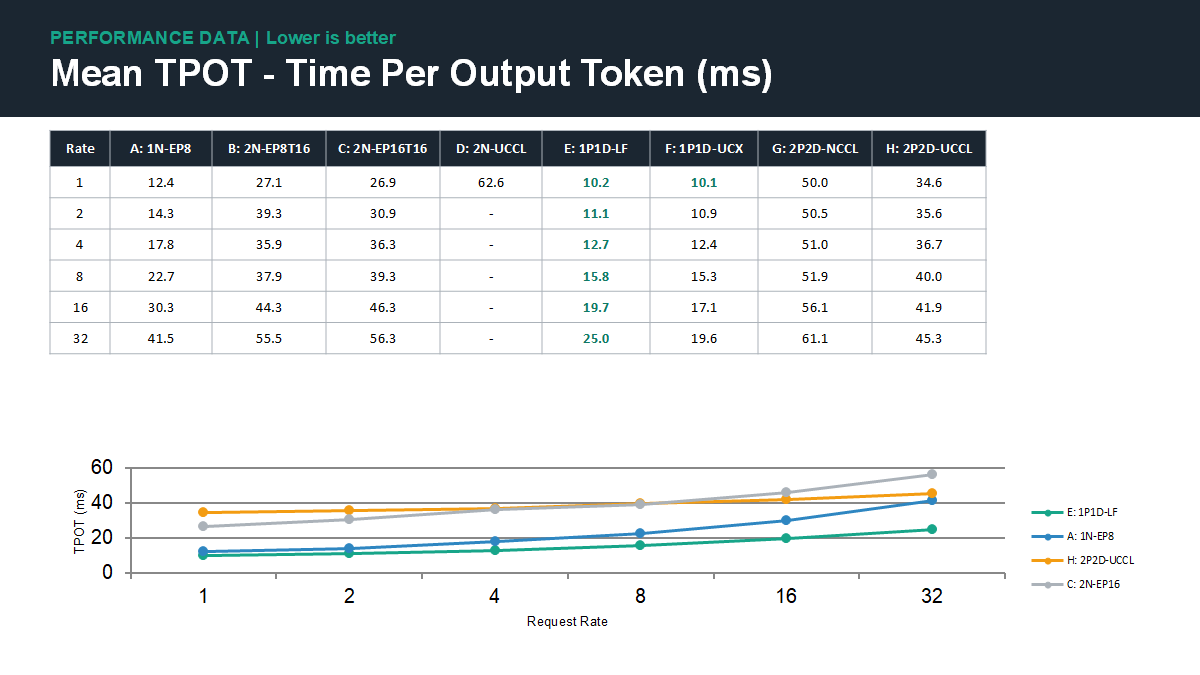 PERFORMANCE DATA | Lower is better
Mean TPOT - Time Per Output Token (ms)
Rate A: 1N-EP8 B: 2N-EP8T16 C: 2N-EP16T16 D: 2N-UCCL E: 1P1D-LF F: 1P1D-UCX G: 2P2D-NCCL H: 2P2D-UCCL
1 12.4 27.1 26.9 62.6 10.2 10.1 50.0 34.6
2 14.3 39.3 30.9 - 11.1 10.9 50.5 35.6
4 17.8 35.9 36.3 - 12.7 12.4 51.0 36.7
8 22.7 37.9 39.3 - 15.8 15.3 51.9 40.0
16 30.3 44.3 46.3 - 19.7 17.1 56.1 41.9
32 41.5 55.5 56.3 - 25.0 19.6 61.1 45.3
TPOT (ms)
60
40
20
0
1 2 4 8 16 32
Request Rate
E: 1P1D-LF
A: 1N-EP8
H: 2P2D-UCCL
C: 2N-EP16